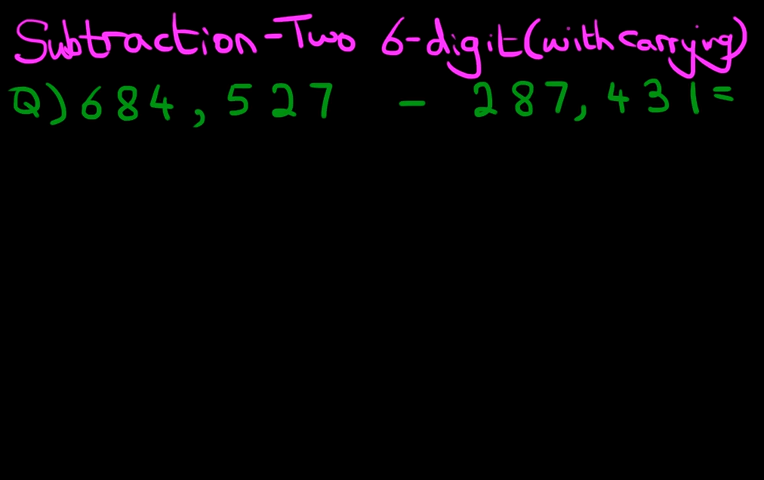 Subtraction-Two 6-digit(with carrying)
Q) 684,527 - 287,431=